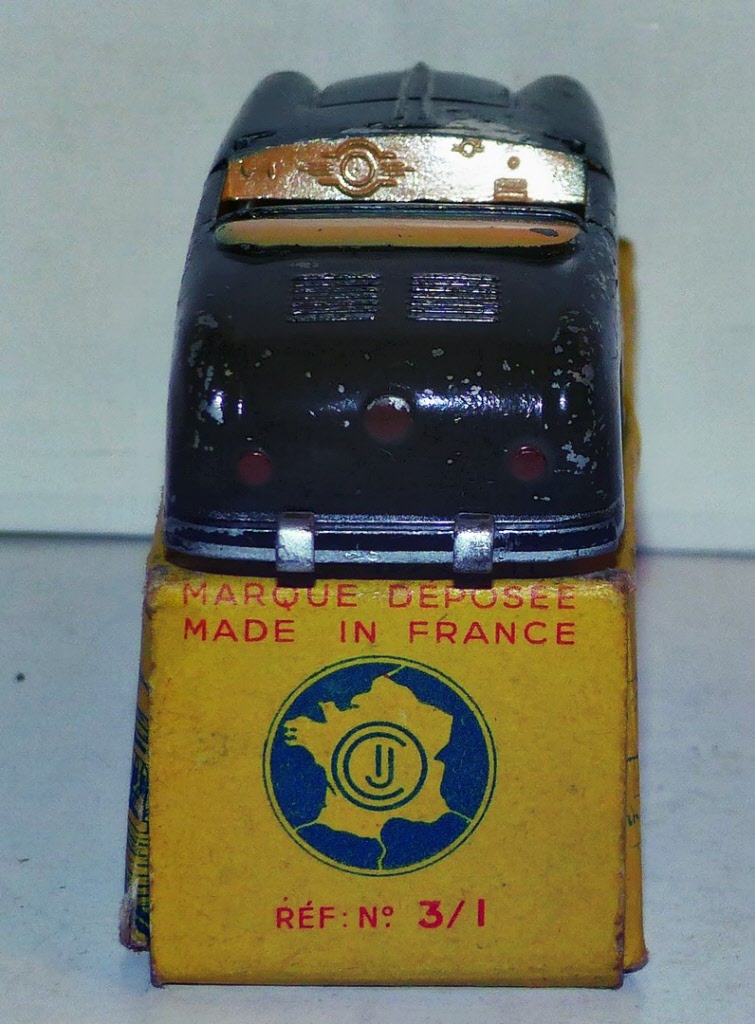 MARQUE DÉPOSÉE
MADE IN FRANCE
CIJ
RÉF: Nº 3/1